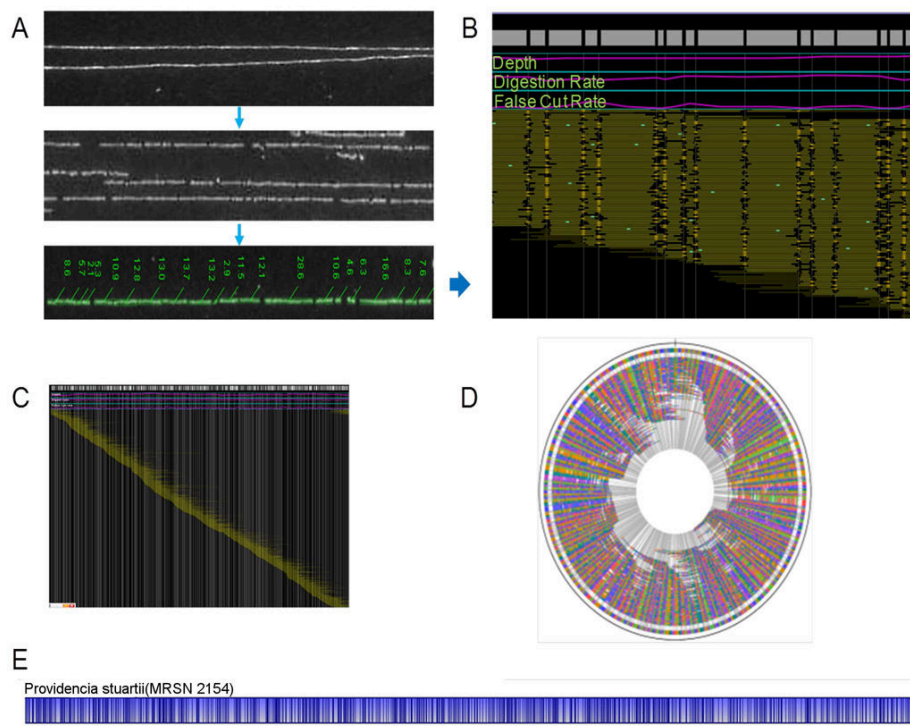 A
B
8.6
5.7
2.1
5.3
10.9
12.8
13.0
13.7
13.2
2.9
11.5
12.1
28.6
10.6
4.6
6.3
16.6
8.3
7.6
Depth
Digestion Rate
False Cut Rate
C
D
E
Providencia stuartii(MRSN 2154)